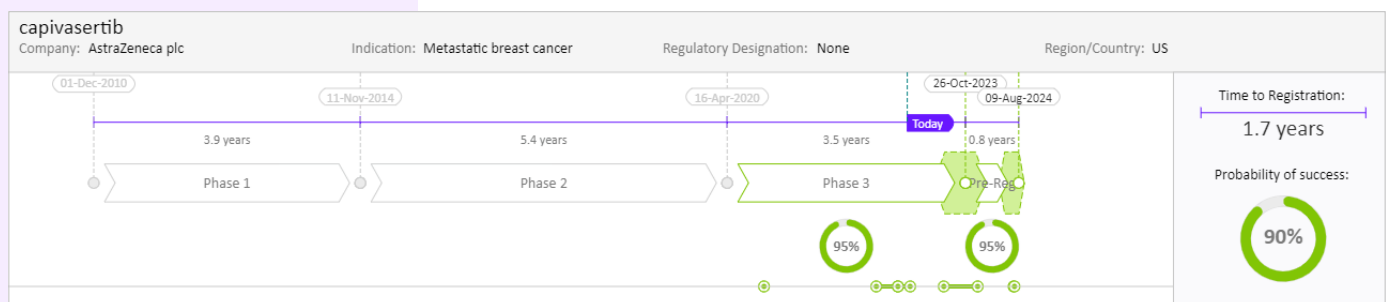 capivasertib
Company: AstraZeneca plc Indication: Metastatic breast cancer Regulatory Designation: None Region/Country: US
01-Dec-2010
11-Nov-2014
16-Apr-2020
26-Oct-2023
09-Aug-2024
Today
3.9 years 5.4 years 3.5 years 0.8 years
Phase 1 Phase 2 Phase 3 Pre-Reg
95% 95%
Time to Registration:
1.7 years
Probability of success:
90%